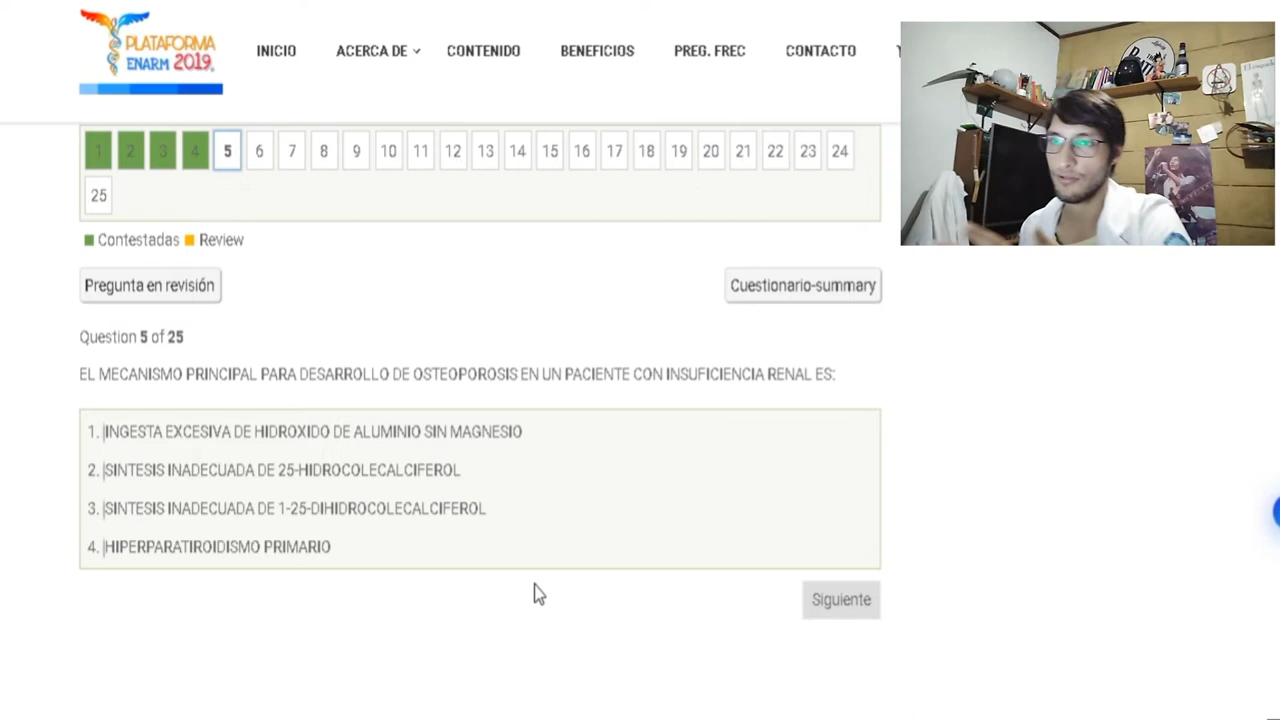 PLATAFORMA
ENARM 2019
INICIO ACERCA DE CONTENIDO BENEFICIOS PREG. FREC CONTACTO
1 2 3 4 5 6 7 8 9 10 11 12 13 14 15 16 17 18 19 20 21 22 23 24
25
Contestadas Review
Pregunta en revisión Cuestionario-summary
Question 5 of 25
EL MECANISMO PRINCIPAL PARA DESARROLLO DE OSTEOPOROSIS EN UN PACIENTE CON INSUFICIENCIA RENAL ES:
1. INGESTA EXCESIVA DE HIDROXIDO DE ALUMINIO SIN MAGNESIO
2. SINTESIS INADECUADA DE 25-HIDROCOLECALCIFEROL
3. SINTESIS INADECUADA DE 1-25-DIHIDROCOLECALCIFEROL
4. HIPERPARATIROIDISMO PRIMARIO
Siguiente